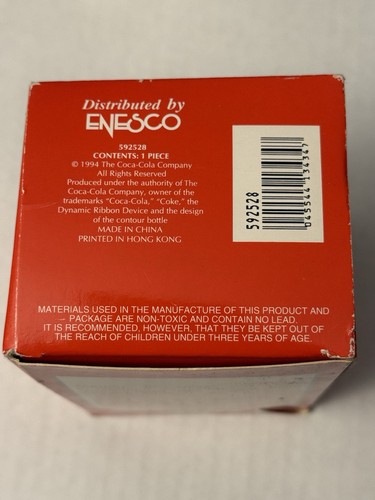 Distributed by
ENESCO
592528
CONTENTS: 1 PIECE
© 1994 The Coca-Cola Company
All Rights Reserved
Produced under the authority of The
Coca-Cola Company, owner of the
trademarks "Coca-Cola," "Coke," the
Dynamic Ribbon Device and the design
of the contour bottle
MADE IN CHINA
PRINTED IN HONG KONG
592528
045544134347
MATERIALS USED IN THE MANUFACTURE OF THIS PRODUCT AND
PACKAGE ARE NON-TOXIC AND CONTAIN NO LEAD.
IT IS RECOMMENDED, HOWEVER, THAT THEY BE KEPT OUT OF
THE REACH OF CHILDREN UNDER THREE YEARS OF AGE.